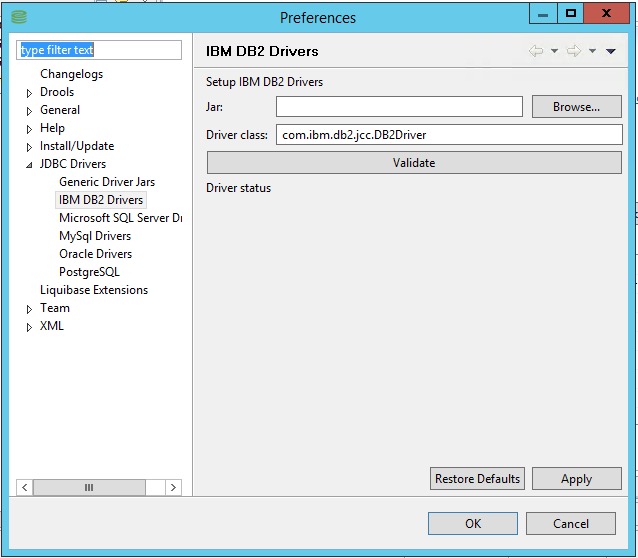 Preferences
type filter text
Changelogs
Drools
General
Help
Install/Update
JDBC Drivers
Generic Driver Jars
IBM DB2 Drivers
Microsoft SQL Server Dr
MySql Drivers
Oracle Drivers
PostgreSQL
Liquibase Extensions
Team
XML
IBM DB2 Drivers
Setup IBM DB2 Drivers
Jar:
Browse...
Driver class: com.ibm.db2.jcc.DB2Driver
Validate
Driver status
Restore Defaults Apply
OK Cancel